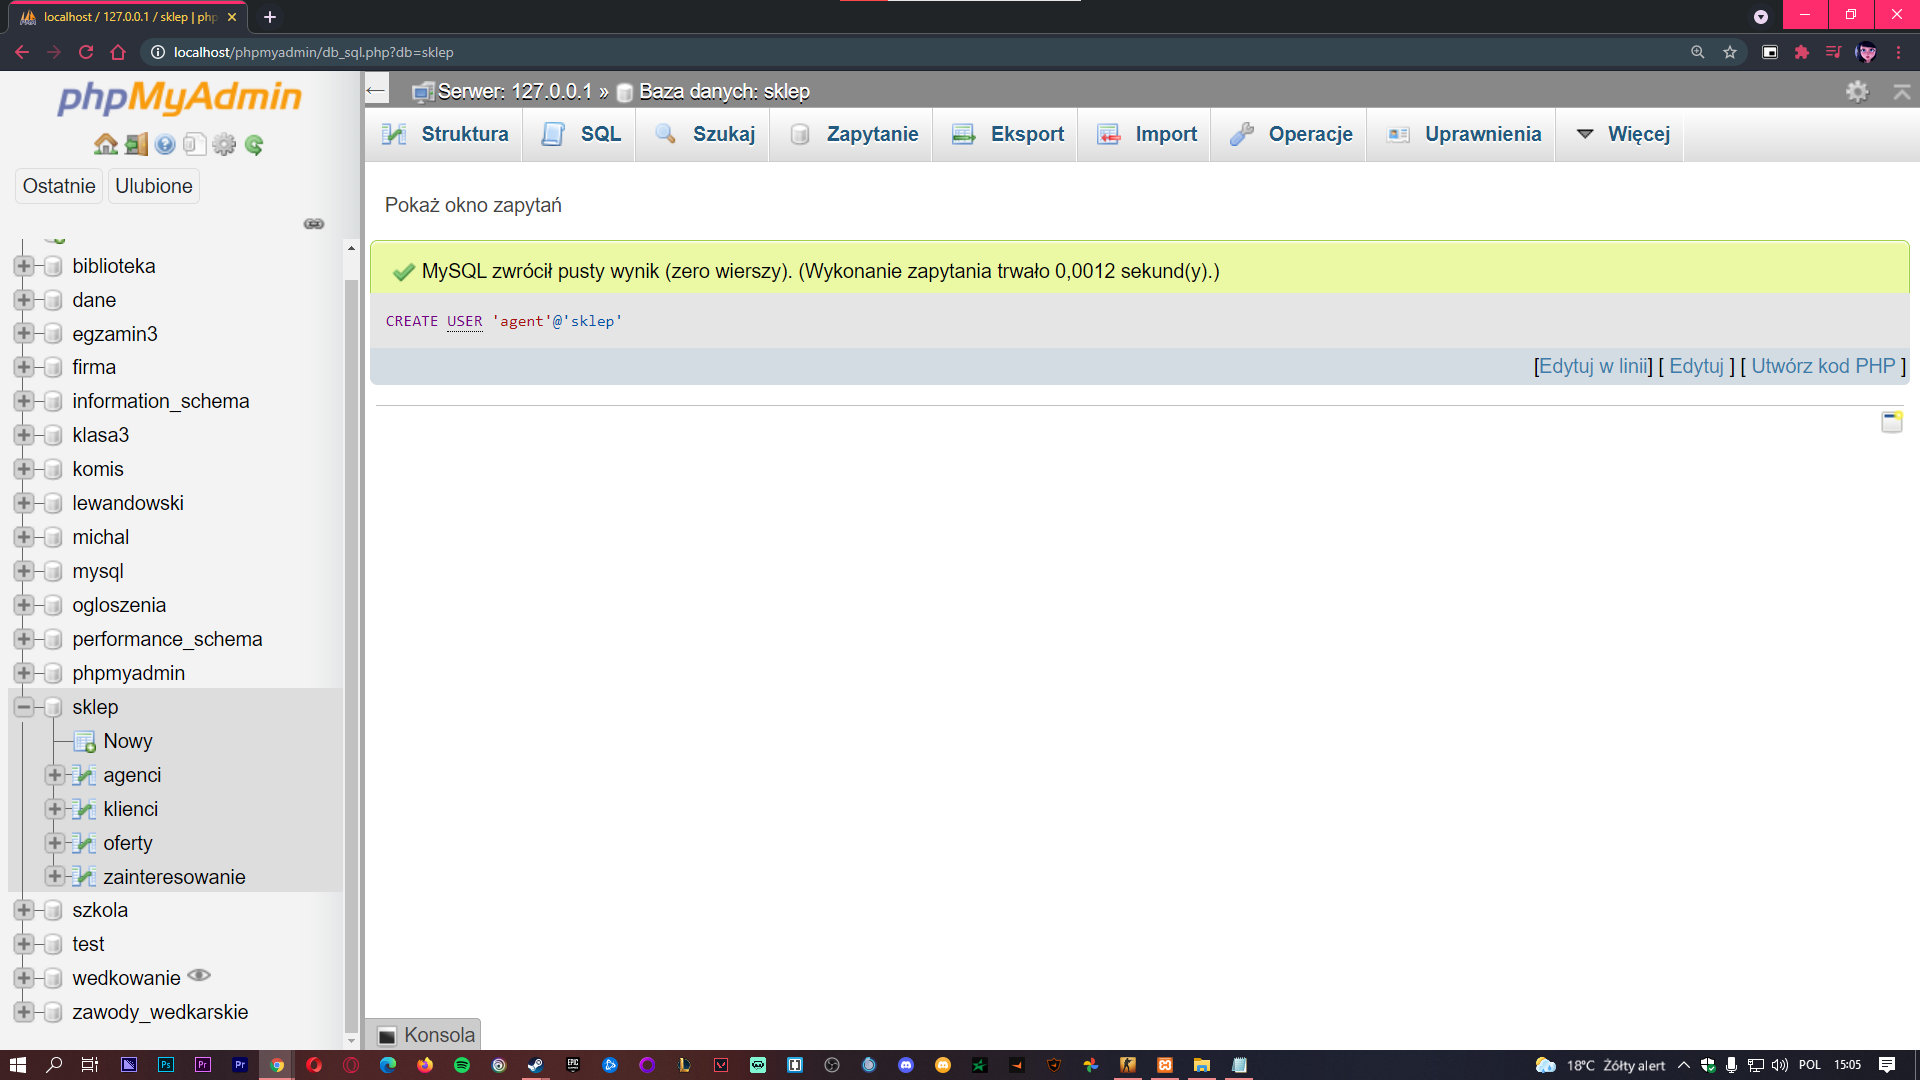 localhost / 127.0.0.1 / sklep | php
localhost/phpmyadmin/db_sql.php?db=sklep
phpMyAdmin
Ostatnie
Ulubione
biblioteka
dane
egzamin3
firma
information_schema
klasa3
komis
lewandowski
michal
mysql
ogloszenia
performance_schema
phpmyadmin
sklep
Nowy
agenci
klienci
oferty
zainteresowanie
szkola
test
wedkowanie
zawody_wedkarskie
Serwer: 127.0.0.1 » Baza danych: sklep
Struktura
SQL
Szukaj
Zapytanie
Eksport
Import
Operacje
Uprawnienia
Więcej
Pokaż okno zapytań
MySQL zwrócił pusty wynik (zero wierszy). (Wykonanie zapytania trwało 0,0012 sekund(y).)
CREATE USER 'agent'@'sklep'
[Edytuj w linii] [ Edytuj ] [ Utwórz kod PHP ]
Konsola
18°C Żółty alert
POL
15:05